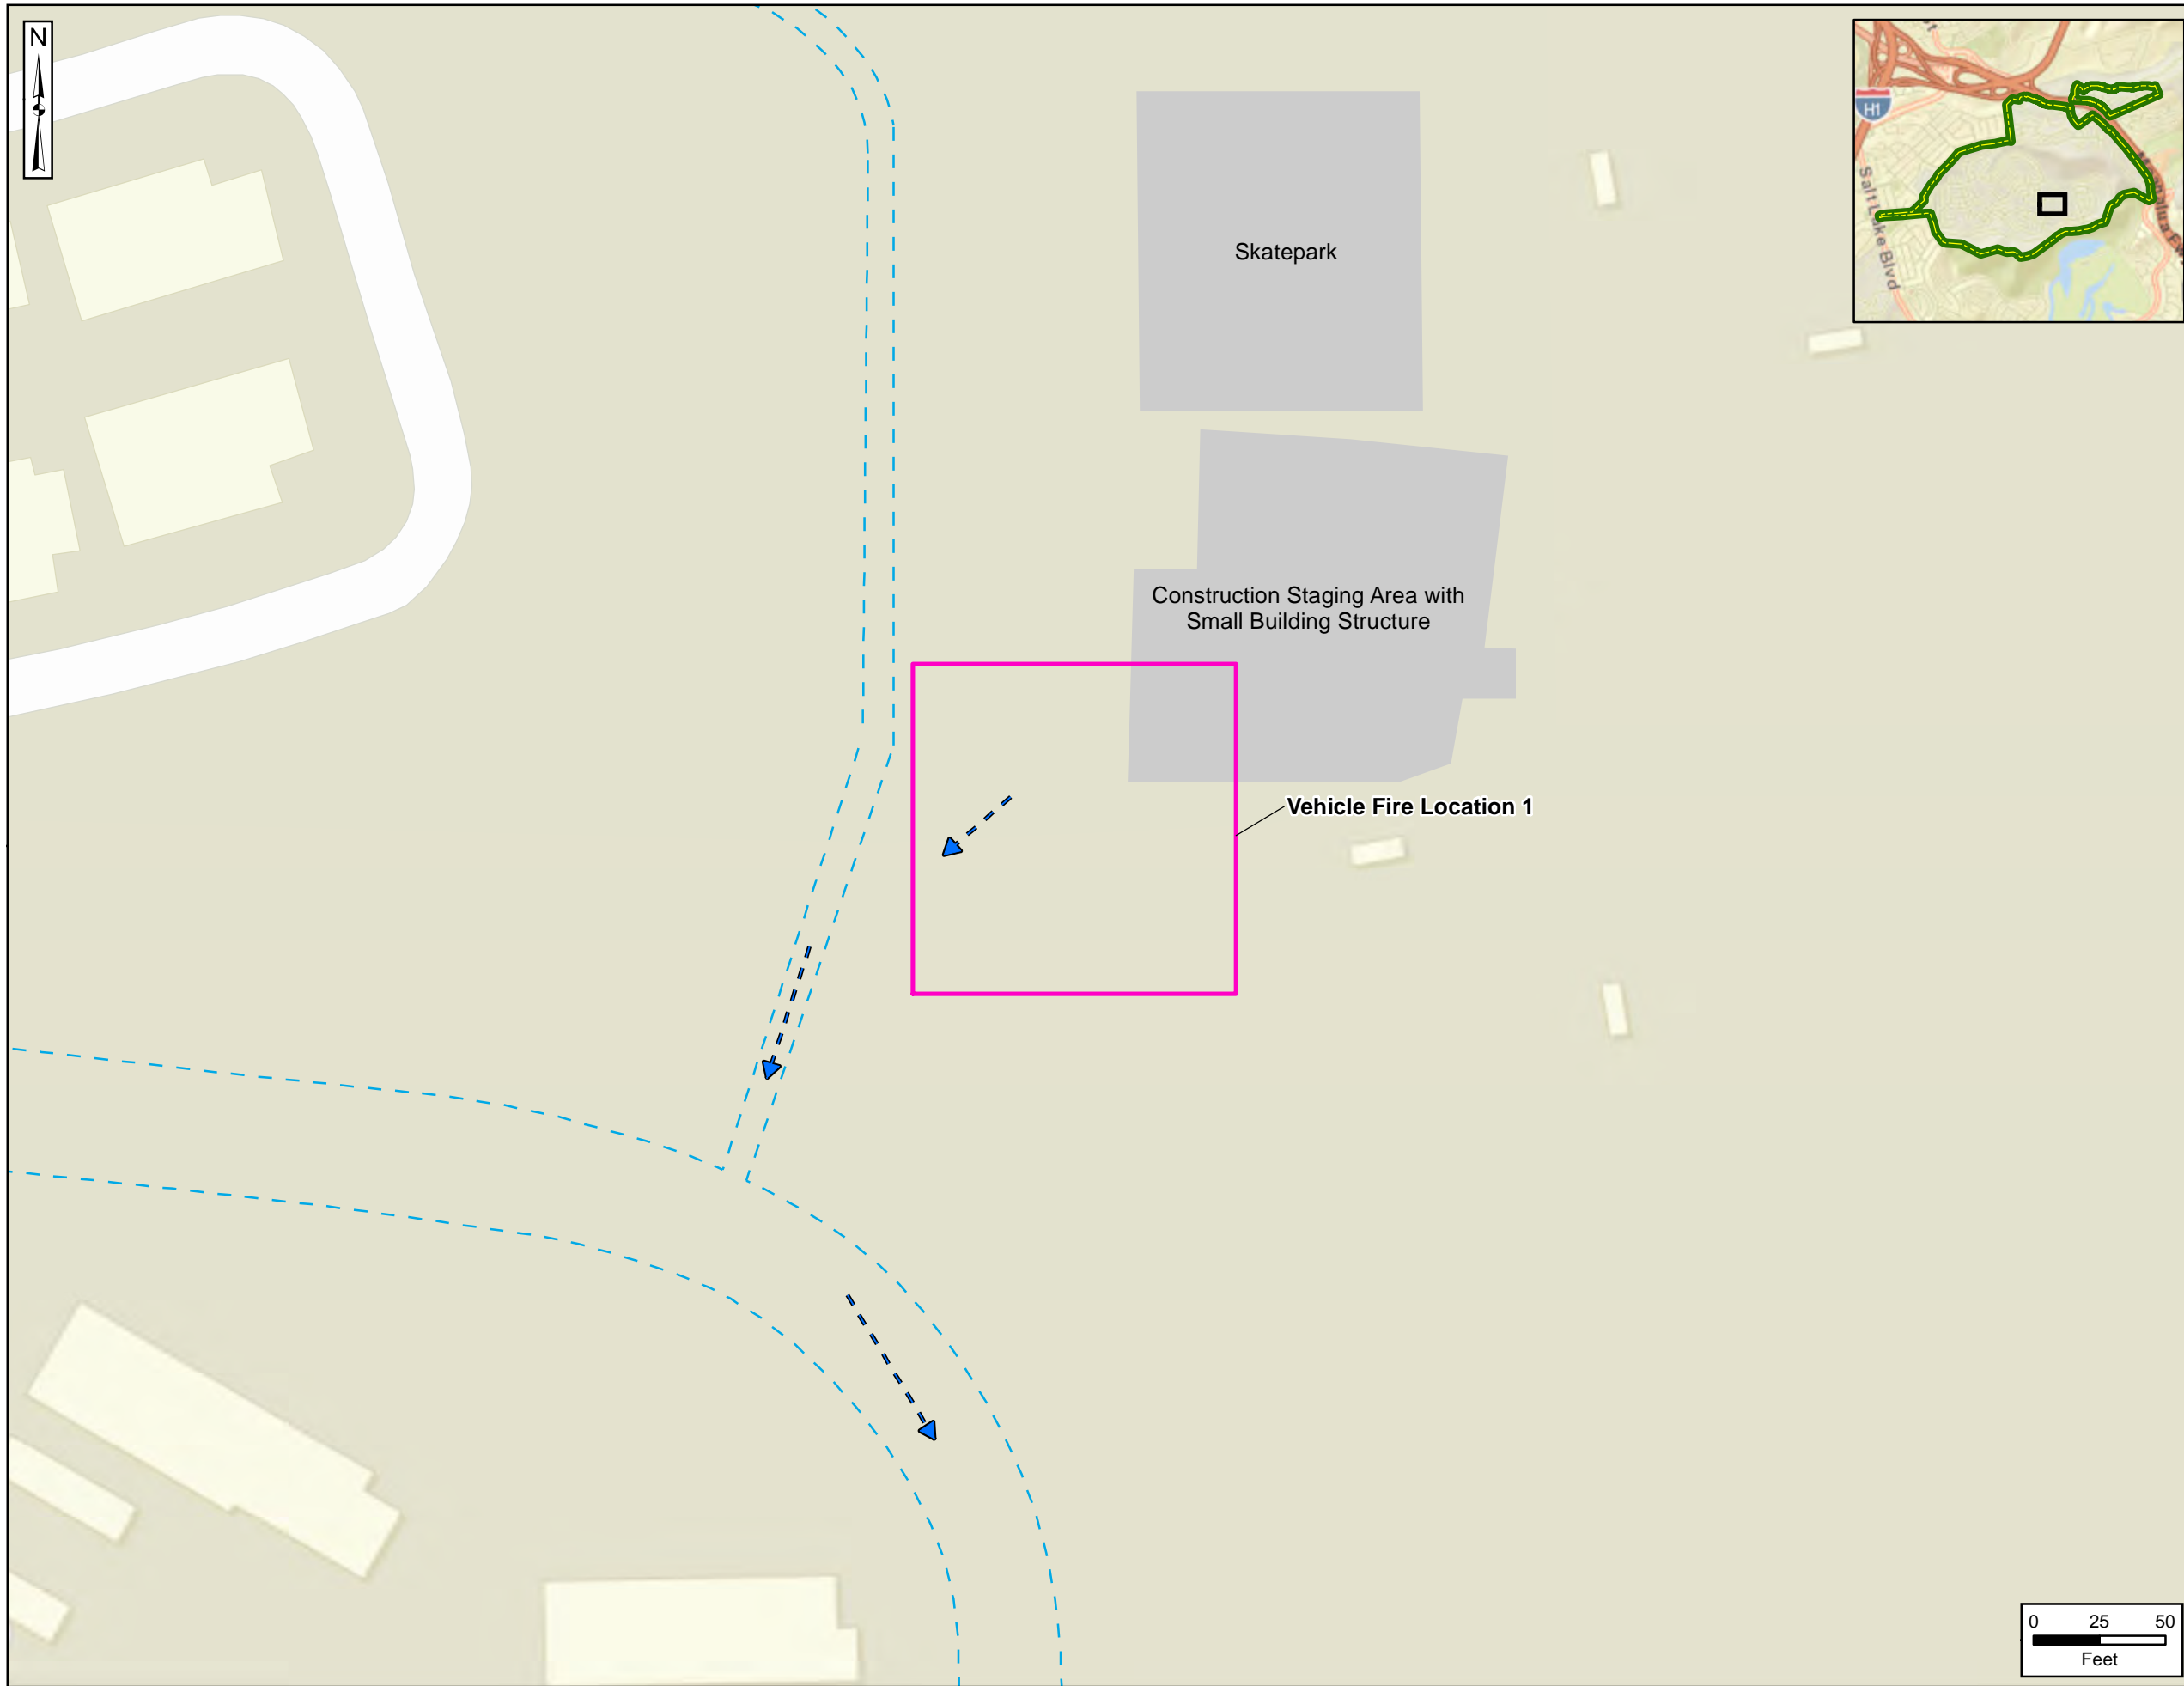 N
H1
Salt Lake Blvd
Skatepark
Construction Staging Area with
Small Building Structure
Vehicle Fire Location 1
0 25 50
Feet